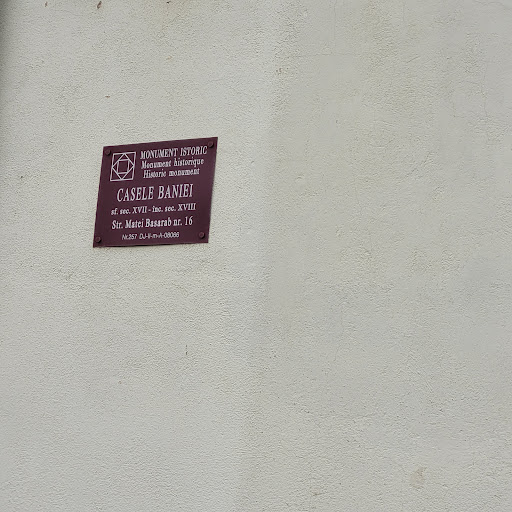 MONUMENT ISTORIC
Monument historique
Historic monument
CASELE BANIEI
sf. sec. XVII - înc. sec. XVIII
Str. Matei Basarab nr. 16
Nr.257 DJ-II-m-A-08066